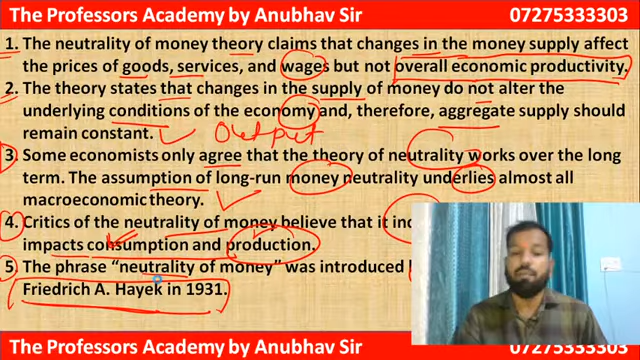 The Professors Academy by Anubhav Sir 07275333303
1. The neutrality of money theory claims that changes in the money supply affect
the prices of goods, services, and wages but not overall economic productivity.
2. The theory states that changes in the supply of money do not alter the
underlying conditions of the economy and, therefore, aggregate supply should
remain constant. Output
3. Some economists only agree that the theory of neutrality works over the long
term. The assumption of long-run money neutrality underlies almost all
macroeconomic theory.
4. Critics of the neutrality of money believe that it
impacts consumption and production.
5. The phrase "neutrality of money" was introduced
Friedrich A. Hayek in 1931.
The Professors Academy by Anubhav Sir 07275333303